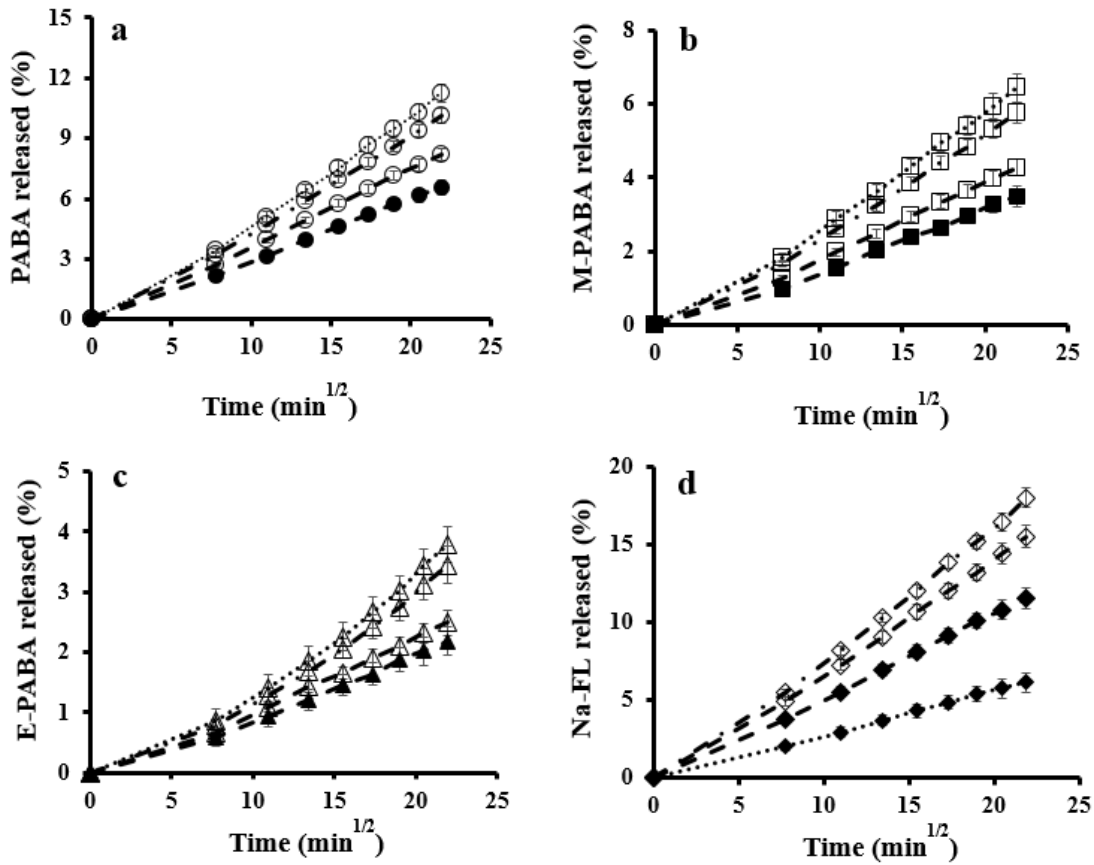 a
PABA released (%)
15
12
9
6
3
0
0 5 10 15 20 25
Time (min1/2)
b
M-PABA released (%)
8
6
4
2
0
0 5 10 15 20 25
Time (min1/2)
c
E-PABA released (%)
5
4
3
2
1
0
0 5 10 15 20 25
Time (min1/2)
d
Na-FL released (%)
20
15
10
5
0
0 5 10 15 20 25
Time (min1/2)